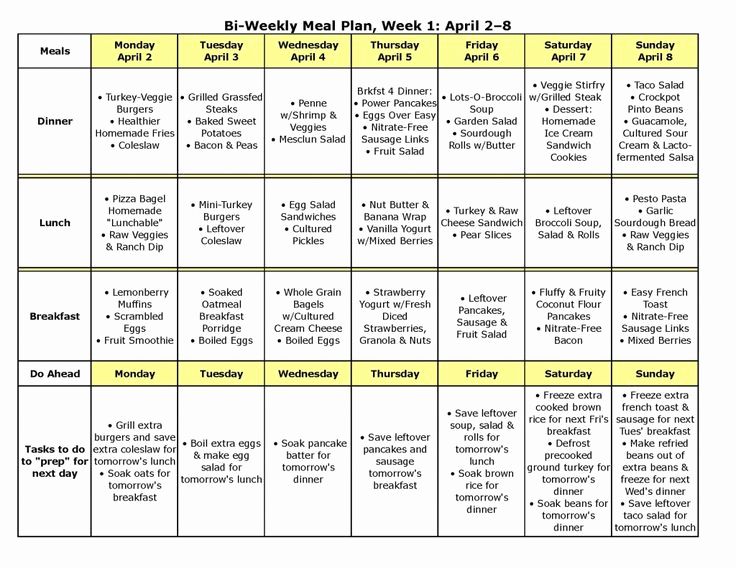 Bi-Weekly Meal Plan, Week 1: April 2–8
Meals
Monday
April 2
Tuesday
April 3
Wednesday
April 4
Thursday
April 5
Friday
April 6
Saturday
April 7
Sunday
April 8
Dinner
• Turkey-Veggie
Burgers
• Healthier
Homemade Fries
• Coleslaw
• Grilled Grassfed
Steaks
• Baked Sweet
Potatoes
• Bacon & Peas
• Penne
w/Shrimp &
Veggies
• Mesclun Salad
Brkfst 4 Dinner:
• Power Pancakes
• Eggs Over Easy
• Nitrate-Free
Sausage Links
• Fruit Salad
• Lots-O-Broccoli
Soup
• Garden Salad
• Sourdough
Rolls w/Butter
• Veggie Stirfry
w/Grilled Steak
• Dessert:
Homemade
Ice Cream
Sandwich
Cookies
• Taco Salad
• Crockpot
Pinto Beans
• Guacamole,
Cultured Sour
Cream & Lacto-
fermented Salsa
Lunch
• Pizza Bagel
Homemade
"Lunchable"
• Raw Veggies
& Ranch Dip
• Mini-Turkey
Burgers
• Leftover
Coleslaw
• Egg Salad
Sandwiches
• Cultured
Pickles
• Nut Butter &
Banana Wrap
• Vanilla Yogurt
w/Mixed Berries
• Turkey & Raw
Cheese Sandwich
• Pear Slices
• Leftover
Broccoli Soup,
Salad & Rolls
• Pesto Pasta
• Garlic
Sourdough Bread
• Raw Veggies
& Ranch Dip
Breakfast
• Lemonberry
Muffins
• Scrambled
Eggs
• Fruit Smoothie
• Soaked
Oatmeal
Breakfast
Porridge
• Boiled Eggs
• Whole Grain
Bagels
w/Cultured
Cream Cheese
• Boiled Eggs
• Strawberry
Yogurt w/Fresh
Diced
Strawberries,
Granola & Nuts
• Leftover
Pancakes,
Sausage &
Fruit Salad
• Fluffy & Fruity
Coconut Flour
Pancakes
• Nitrate-Free
Bacon
• Easy French
Toast
• Nitrate-Free
Sausage Links
• Mixed Berries
Do Ahead
Monday
Tuesday
Wednesday
Thursday
Friday
Saturday
Sunday
Tasks to do
to "prep" for
next day
• Grill extra
burgers and save
extra coleslaw for
tomorrow's lunch
• Soak oats for
tomorrow's
breakfast
• Boil extra eggs
& make egg
salad for
tomorrow's lunch
• Soak pancake
batter for
tomorrow's
dinner
• Save leftover
pancakes and
sausage
tomorrow's
breakfast
• Save leftover
soup, salad &
rolls for
tomorrow's
lunch
• Soak brown
rice for
tomorrow's
dinner
• Freeze extra
cooked brown
rice for next Fri's
breakfast
• Defrost
precooked
ground turkey for
tomorrow's
dinner
• Soak beans for
tomorrow's
dinner
• Freeze extra
french toast &
sausage for next
Tues' breakfast
• Make refried
beans out of
extra beans &
freeze for next
Wed's dinner
• Save leftover
taco salad for
tomorrow's lunch